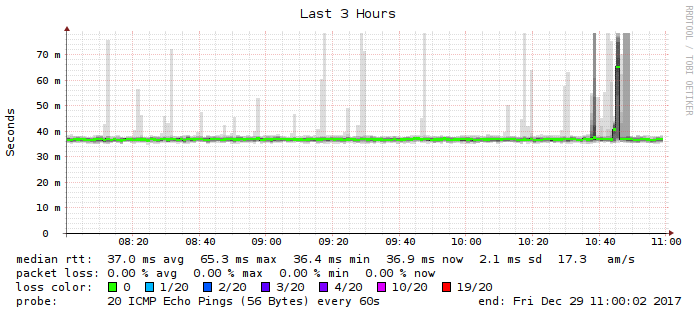 Last 3 Hours
RRDTOOL / TOBI OETIKER
Seconds
70 m
60 m
50 m
40 m
30 m
20 m
10 m
0
08:20 08:40 09:00 09:20 09:40 10:00 10:20 10:40 11:00
median rtt: 37.0 ms avg 65.3 ms max 36.4 ms min 36.9 ms now 2.1 ms sd 17.3 am/s
packet loss: 0.00 % avg 0.00 % max 0.00 % min 0.00 % now
loss color: 0 1/20 2/20 3/20 4/20 10/20 19/20
probe: 20 ICMP Echo Pings (56 Bytes) every 60s end: Fri Dec 29 11:00:02 2017